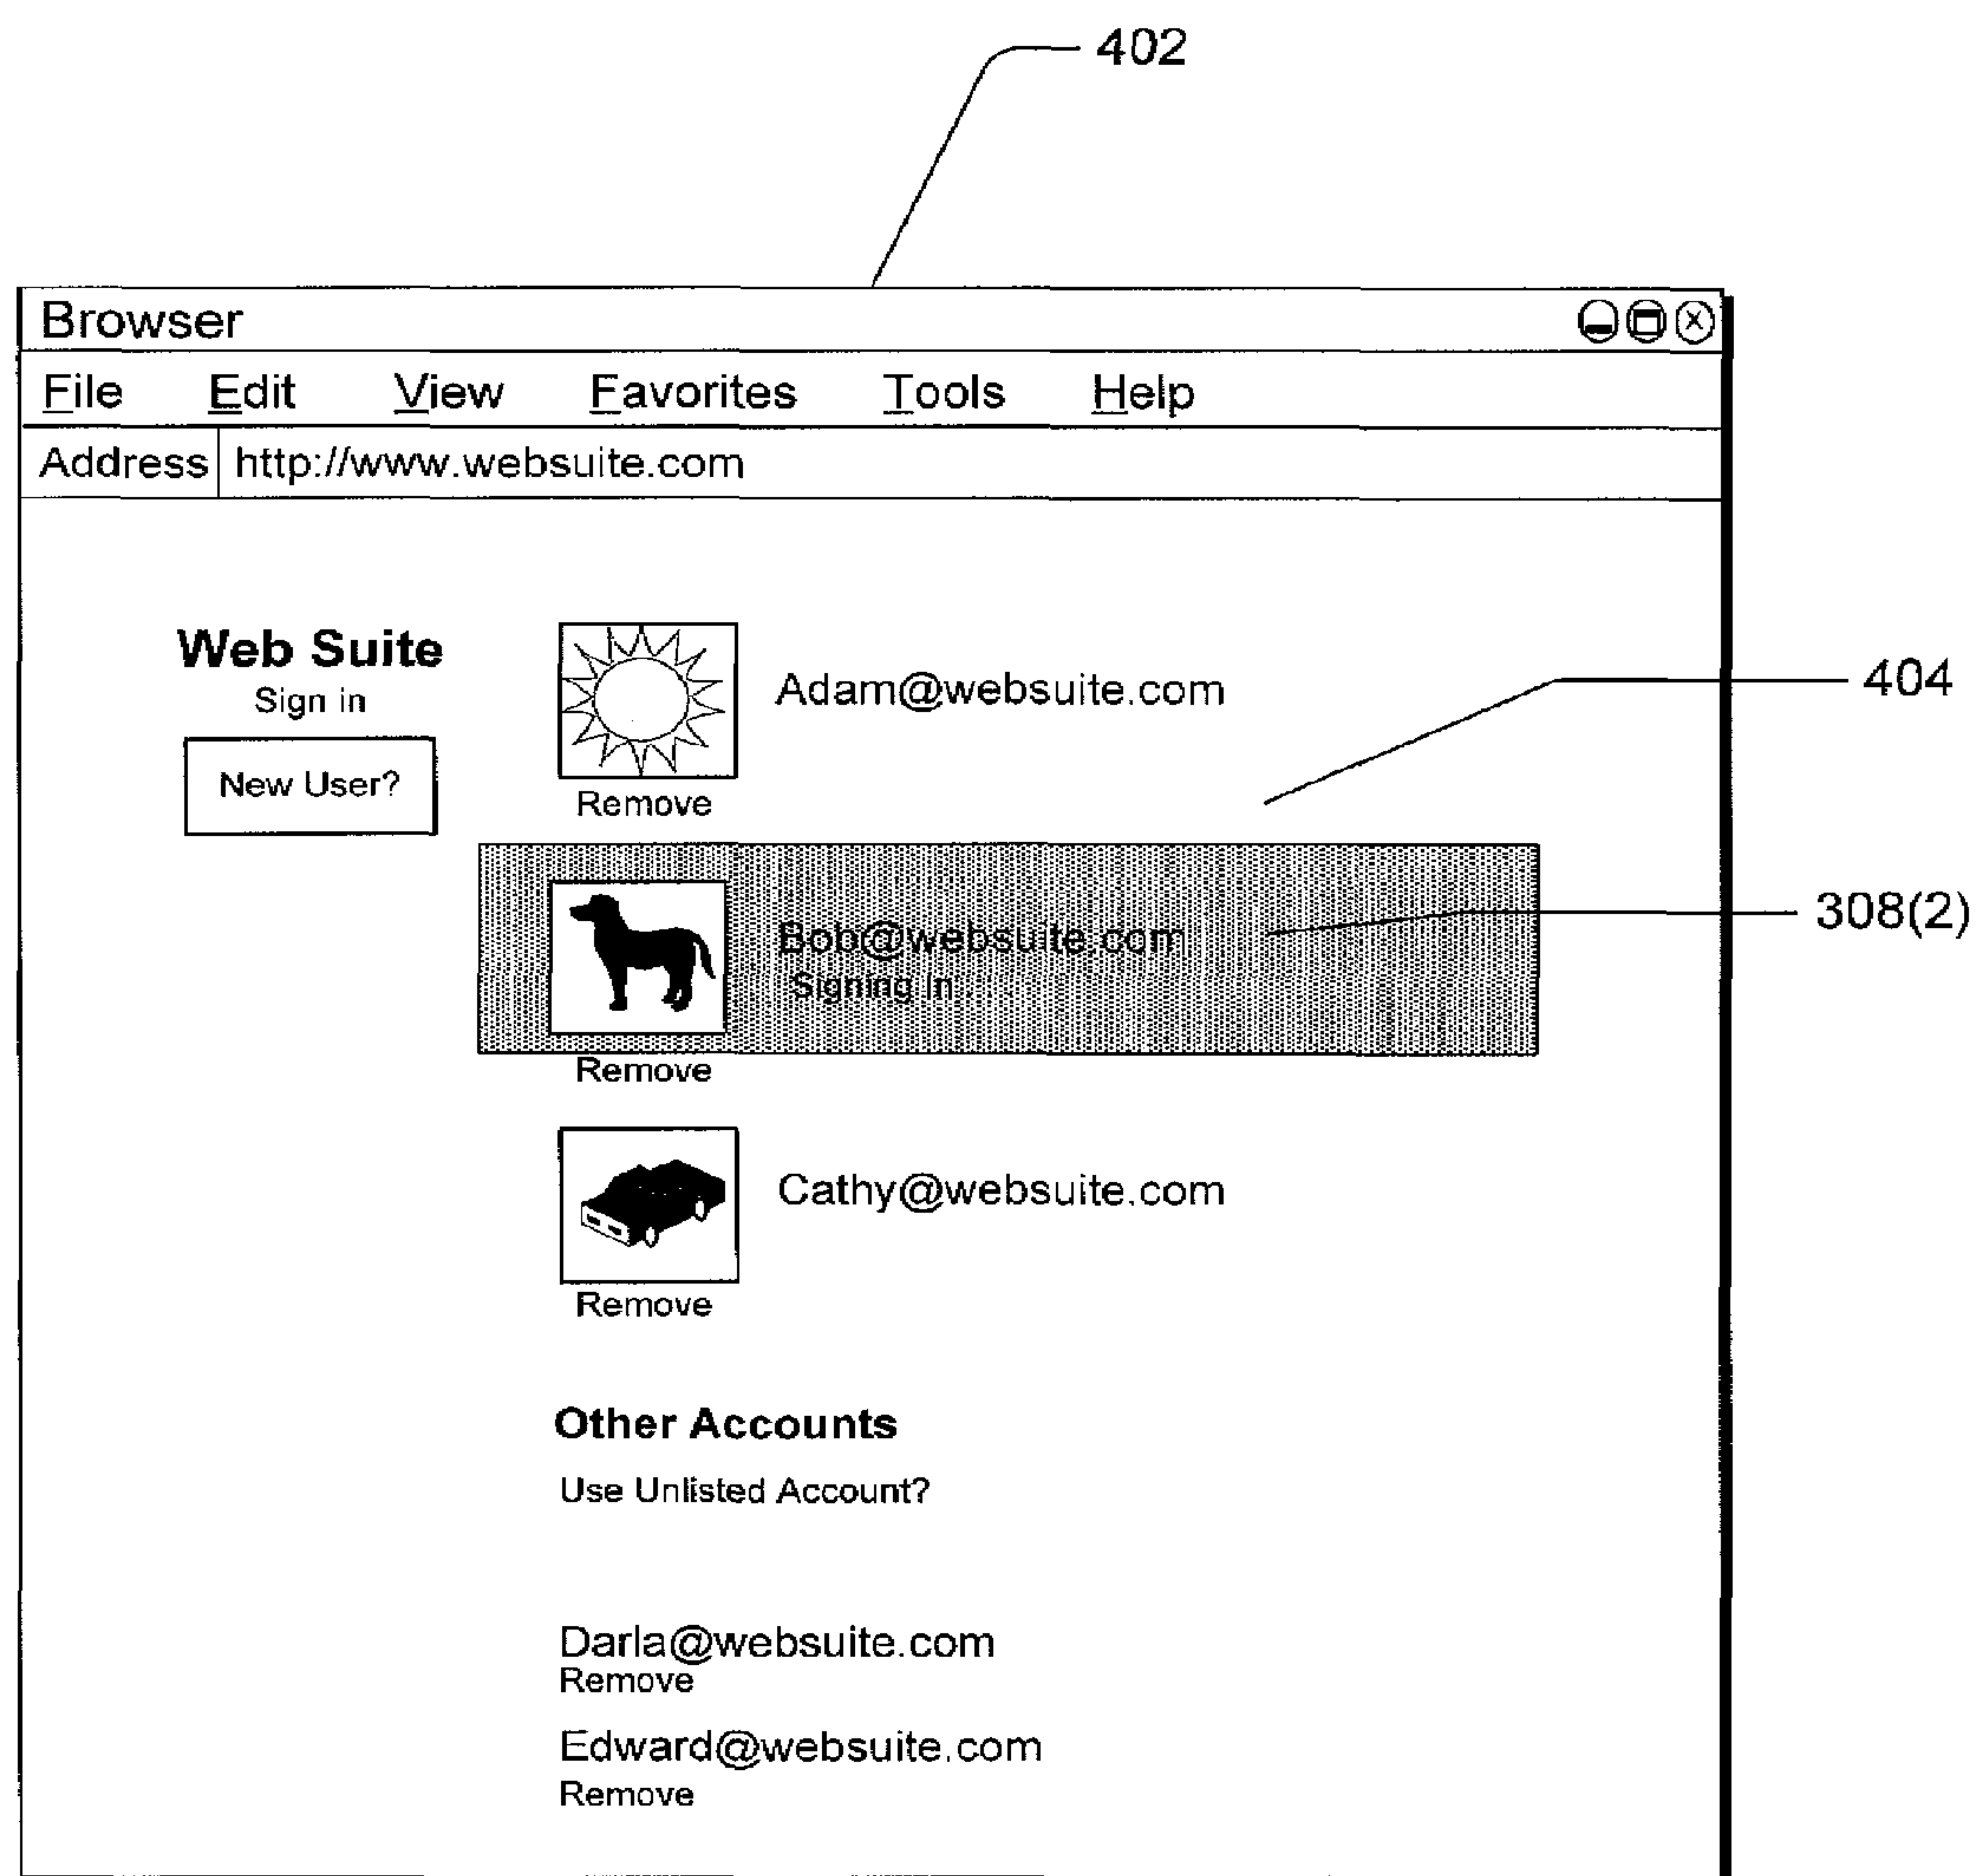 402
Browser
File Edit View Favorites Tools Help
Address http://www.websuite.com
Web Suite
Sign in
New User?
Adam@websuite.com
Remove
404
Bob@websuite.com
Signing In . . .
308(2)
Remove
Cathy@websuite.com
Remove
Other Accounts
Use Unlisted Account?
Darla@websuite.com
Remove
Edward@websuite.com
Remove